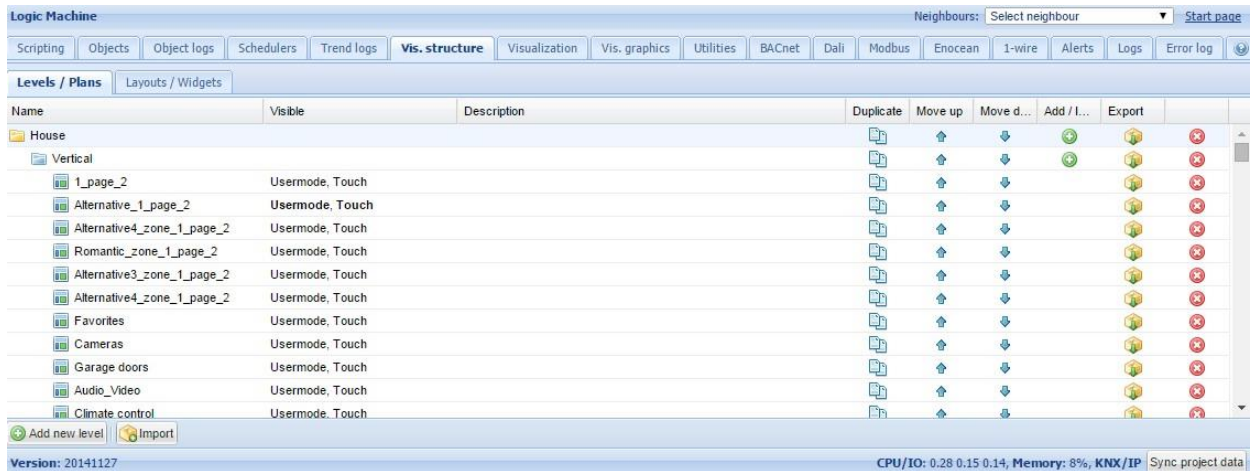 Logic Machine Neighbours: Select neighbour Start page
Scripting Objects Object logs Schedulers Trend logs Vis. structure Visualization Vis. graphics Utilities BACnet Dali Modbus Enocean 1-wire Alerts Logs Error log
Levels / Plans Layouts / Widgets
Name Visible Description Duplicate Move up Move d... Add / I... Export
House
Vertical
1_page_2 Usermode, Touch
Alternative_1_page_2 Usermode, Touch
Alternative4_zone_1_page_2 Usermode, Touch
Romantic_zone_1_page_2 Usermode, Touch
Alternative3_zone_1_page_2 Usermode, Touch
Alternative4_zone_1_page_2 Usermode, Touch
Favorites Usermode, Touch
Cameras Usermode, Touch
Garage doors Usermode, Touch
Audio_Video Usermode, Touch
Climate control Usermode, Touch
Add new level Import
Version: 20141127 CPU/IO: 0.28 0.15 0.14, Memory: 8%, KNX/IP Sync project data